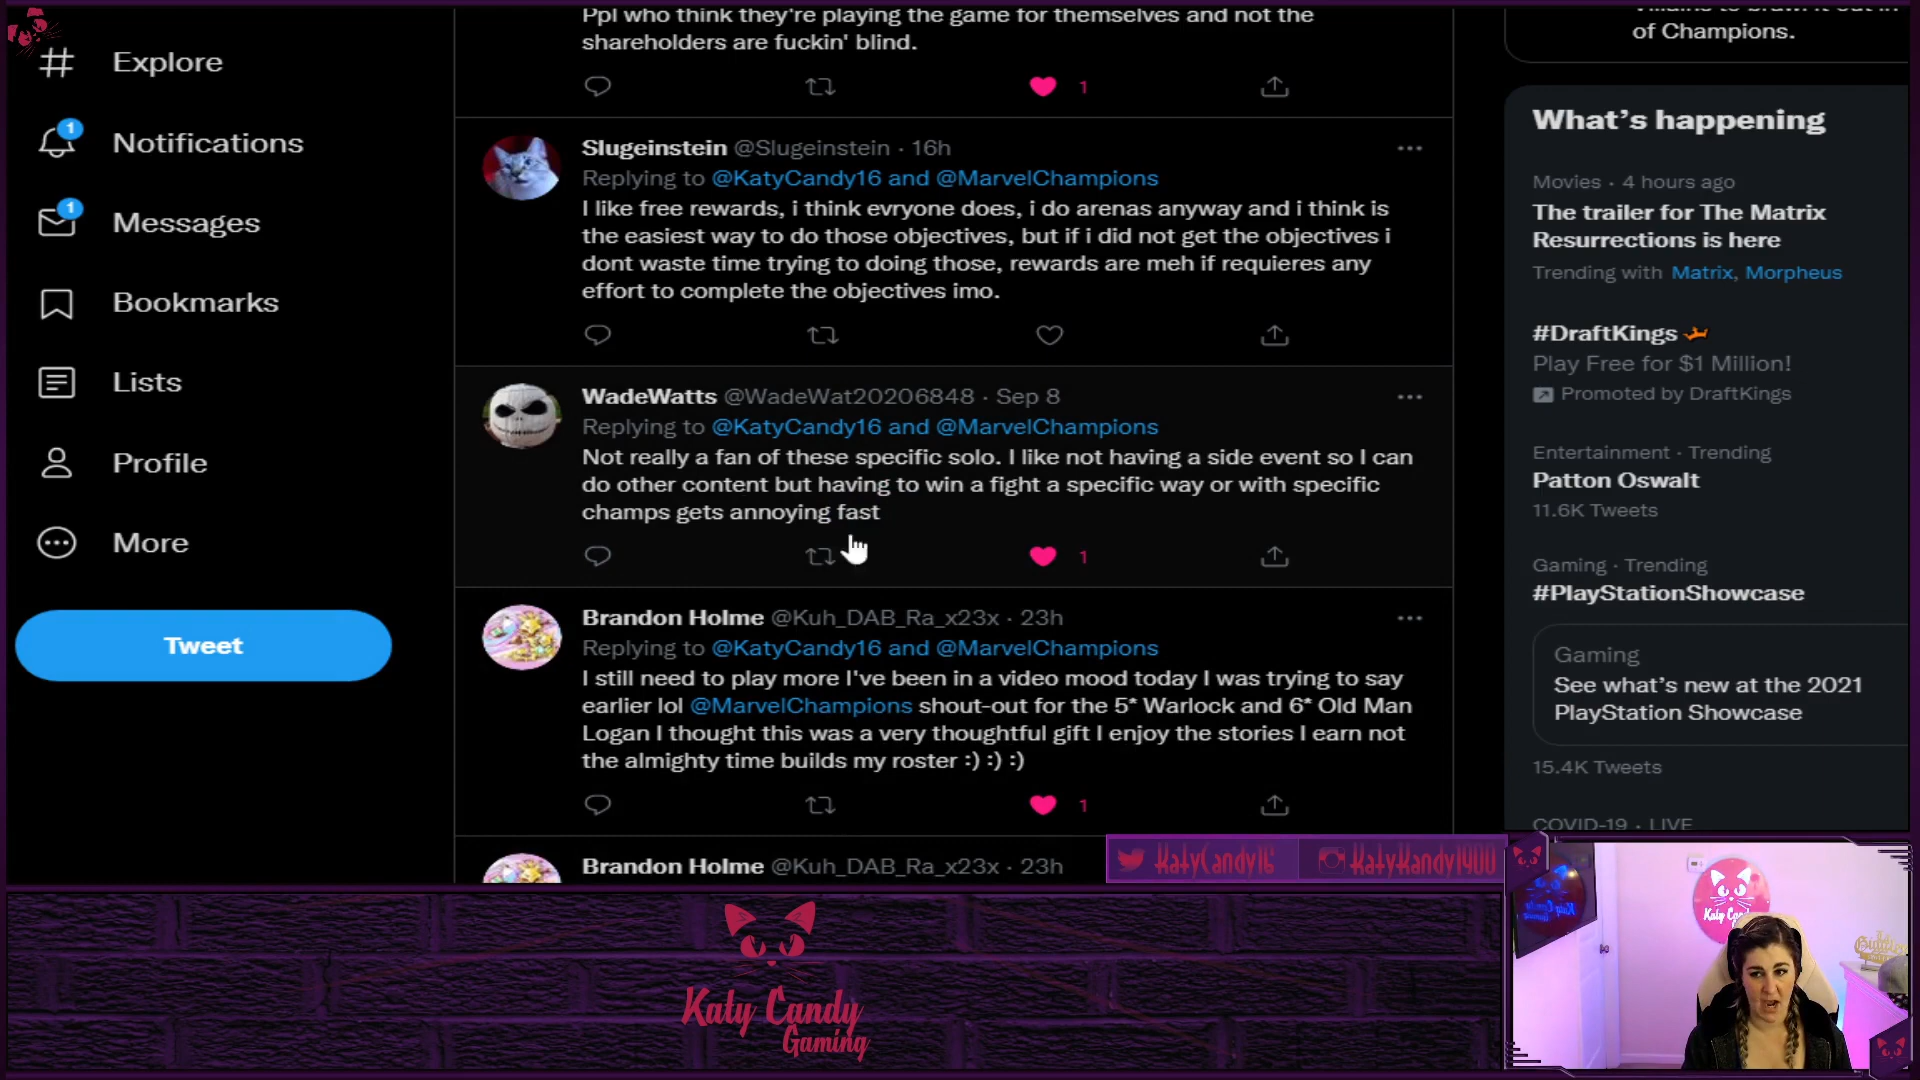 Ppl who think they're playing the game for themselves and not the
shareholders are fuckin' blind.
1
Explore
1
Notifications
1
Messages
Bookmarks
Lists
Profile
More
Tweet
Slugeinstein @Slugeinstein · 16h
Replying to @KatyCandy16 and @MarvelChampions
I like free rewards, i think evryone does, i do arenas anyway and i think is
the easiest way to do those objectives, but if i did not get the objectives i
dont waste time trying to doing those, rewards are meh if requieres any
effort to complete the objectives imo.
WadeWatts @WadeWat20206848 · Sep 8
Replying to @KatyCandy16 and @MarvelChampions
Not really a fan of these specific solo. I like not having a side event so I can
do other content but having to win a fight a specific way or with specific
champs gets annoying fast
1
Brandon Holme @Kuh_DAB_Ra_x23x · 23h
Replying to @KatyCandy16 and @MarvelChampions
I still need to play more I've been in a video mood today I was trying to say
earlier lol @MarvelChampions shout-out for the 5* Warlock and 6* Old Man
Logan I thought this was a very thoughtful gift I enjoy the stories I earn not
the almighty time builds my roster :) :) :)
1
Brandon Holme @Kuh_DAB_Ra_x23x · 23h
of Champions.
What's happening
Movies · 4 hours ago
The trailer for The Matrix
Resurrections is here
Trending with Matrix, Morpheus
#DraftKings
Play Free for $1 Million!
Promoted by DraftKings
Entertainment · Trending
Patton Oswalt
11.6K Tweets
Gaming · Trending
#PlayStationShowcase
Gaming
See what's new at the 2021
PlayStation Showcase
15.4K Tweets
COVID-19 · LIVE
KatyCandy16
KatyKandy1900
Katy Candy
Gaming